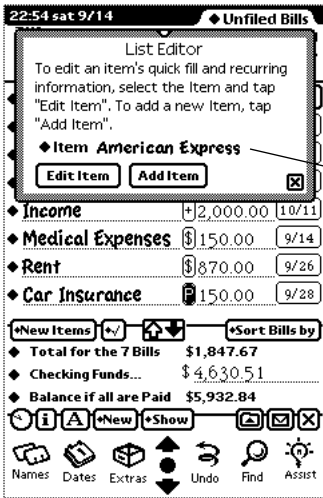 22:54 sat 9/14 ◆Unfiled Bills
List Editor
To edit an item's quick fill and recurring
information, select the Item and tap
"Edit Item". To add a new Item, tap
"Add Item".
◆Item American Express
Edit Item Add Item
◆ Income + 2,000.00 10/11
◆ Medical Expenses $ 150.00 9/14
◆ Rent $ 870.00 9/26
◆ Car Insurance P 150.00 9/28
◆New Items ◆√ ◆Sort Bills by
◆ Total for the 7 Bills $1,847.67
◆ Checking Funds... $ 4,630.51
◆ Balance if all are Paid $5,932.84
i A ◆New ◆Show
Names Dates Extras Undo Find Assist